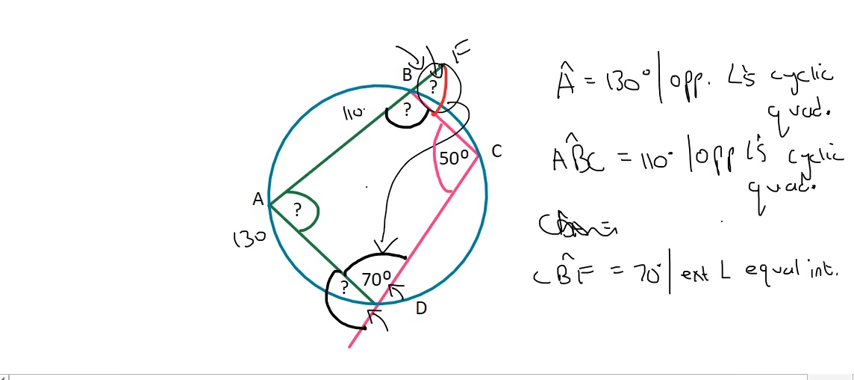 F
B
?
110°
?
50°
C
A
?
130
?
70°
D
Â = 130° | opp. L's cyclic
quad.
AB̂C = 110° | opp L's cyclic
quad.
CB̂F = 70° | ext L equal int.